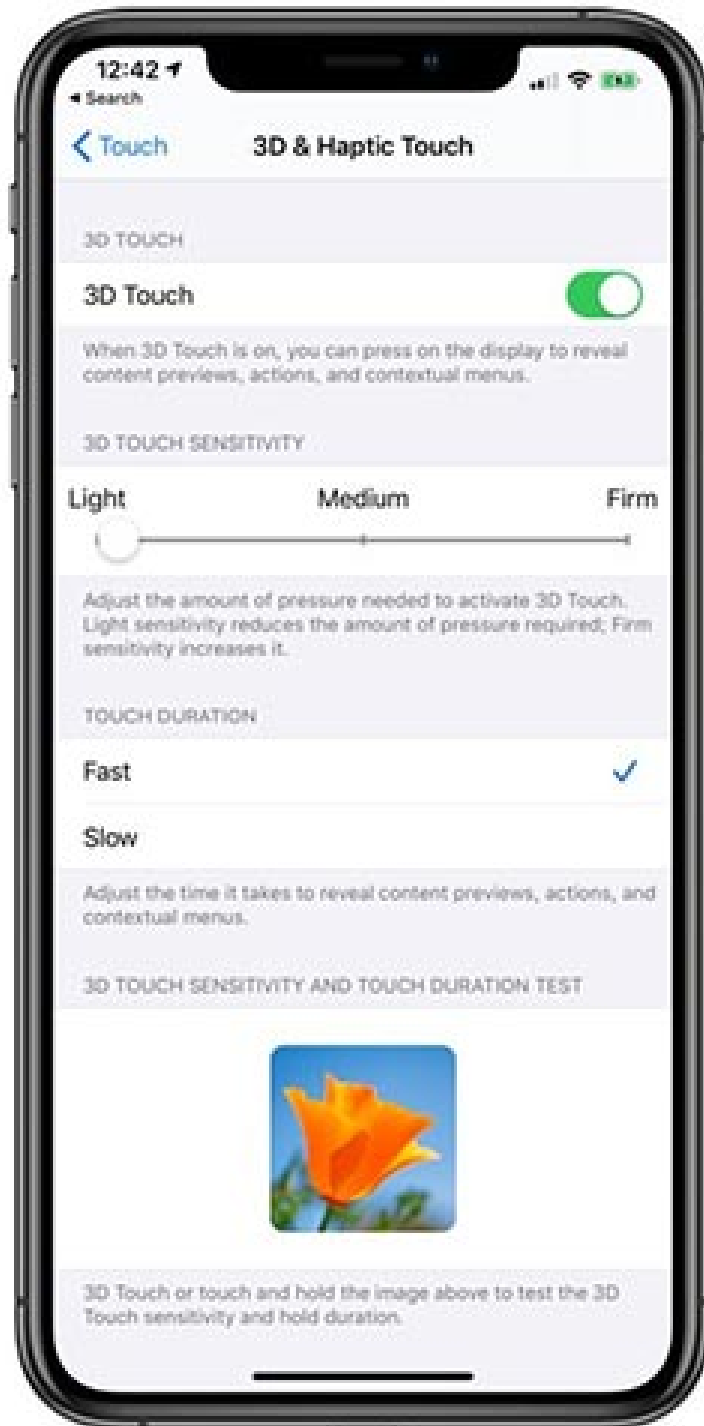 12:42
Search
Touch
3D & Haptic Touch
3D TOUCH
3D Touch
When 3D Touch is on, you can press on the display to reveal
content previews, actions, and contextual menus.
3D TOUCH SENSITIVITY
Light Medium Firm
Adjust the amount of pressure needed to activate 3D Touch.
Light sensitivity reduces the amount of pressure required; Firm
sensitivity increases it.
TOUCH DURATION
Fast
Slow
Adjust the time it takes to reveal content previews, actions, and
contextual menus.
3D TOUCH SENSITIVITY AND TOUCH DURATION TEST
3D Touch or touch and hold the image above to test the 3D
Touch sensitivity and hold duration.